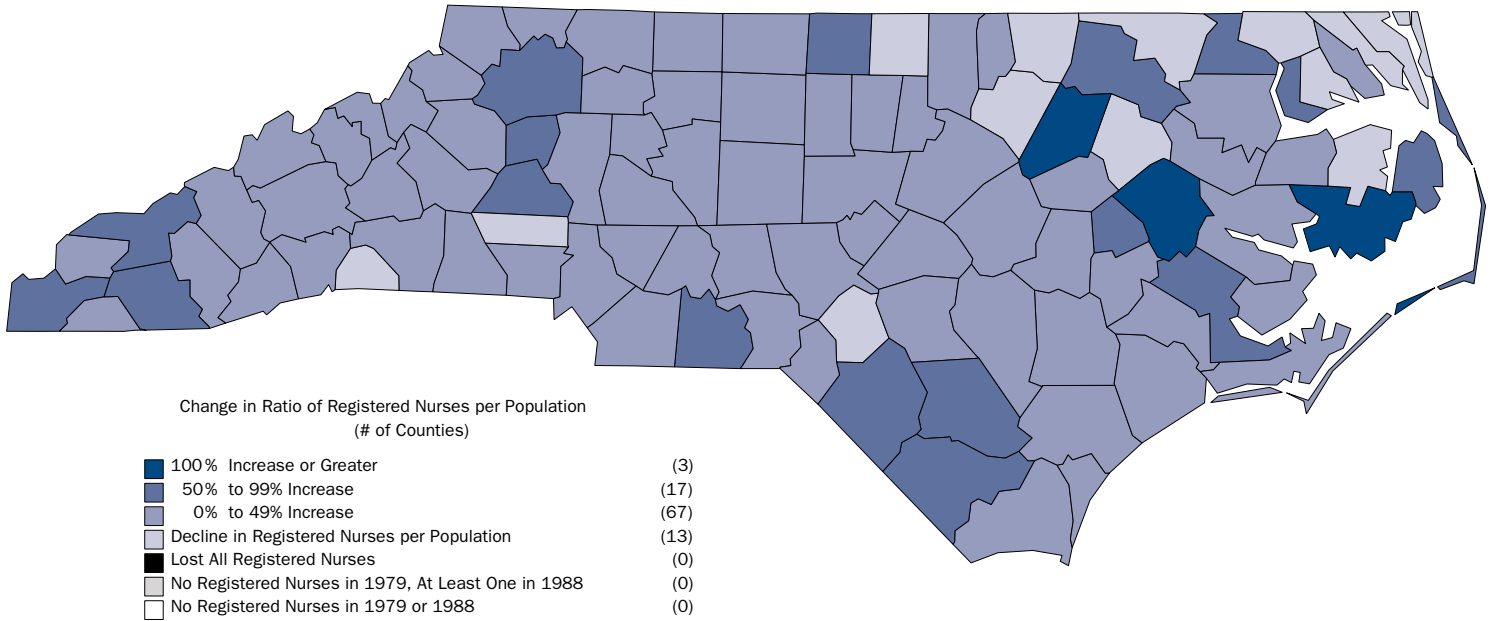 Change in Ratio of Registered Nurses per Population
(# of Counties)
100% Increase or Greater (3)
50% to 99% Increase (17)
0% to 49% Increase (67)
Decline in Registered Nurses per Population (13)
Lost All Registered Nurses (0)
No Registered Nurses in 1979, At Least One in 1988 (0)
No Registered Nurses in 1979 or 1988 (0)